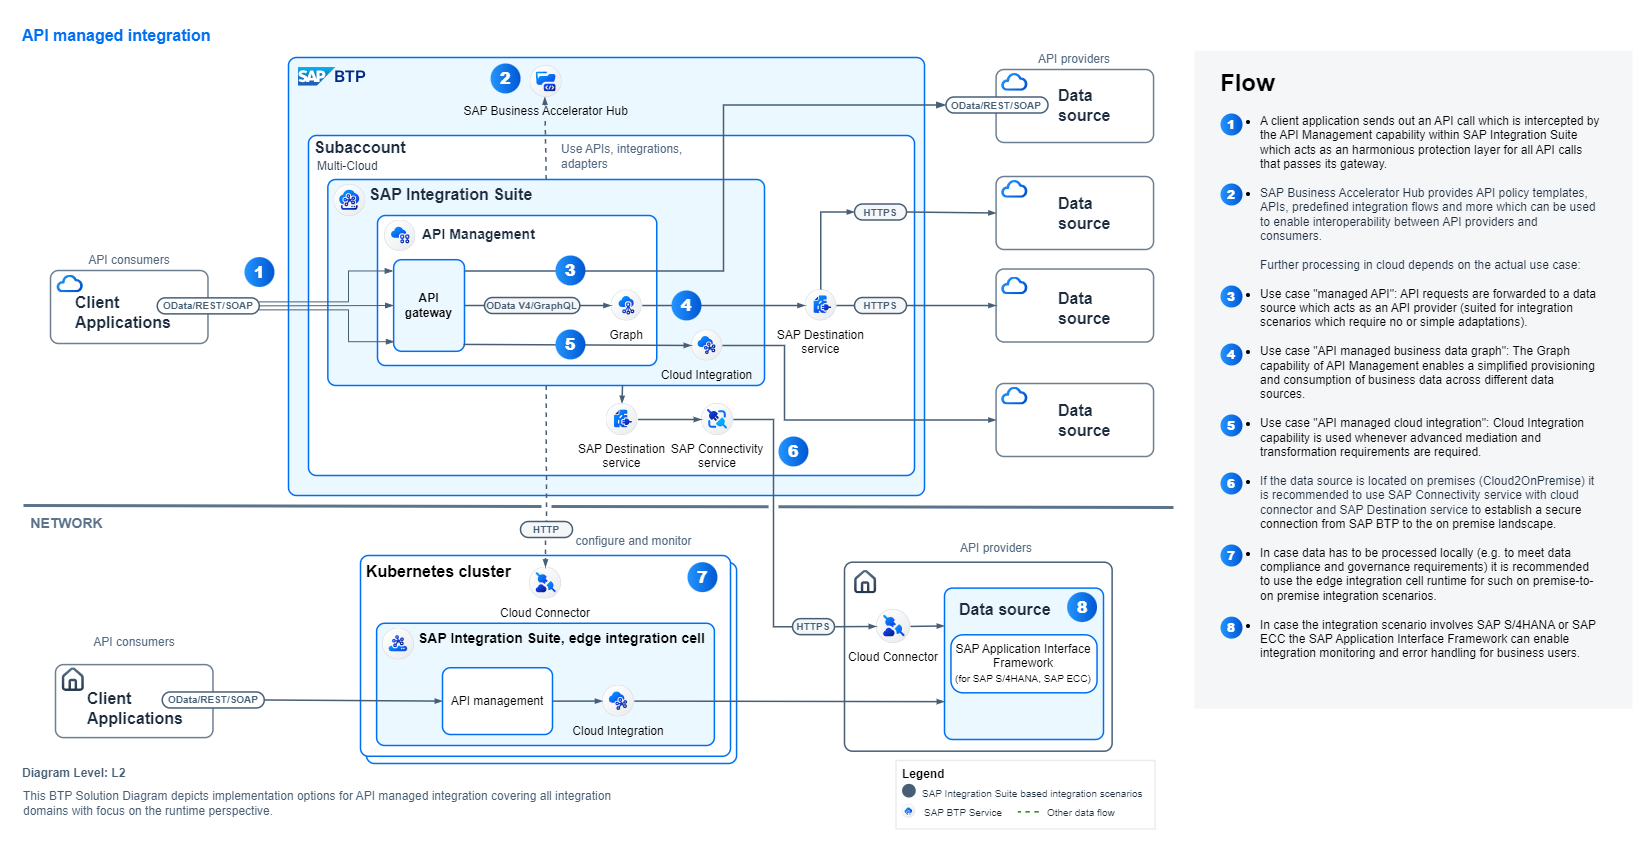 API managed integration
SAP BTP
2
SAP Business Accelerator Hub
Subaccount
Multi-Cloud
Use APIs, integrations,
adapters
SAP Integration Suite
API Management
API consumers
1
Client
Applications
OData/REST/SOAP
API
gateway
3
OData V4/GraphQL
Graph
4
5
Cloud Integration
SAP Destination
service
HTTPS
HTTPS
API providers
OData/REST/SOAP
Data
source
Data
source
Data
source
Data
source
SAP Destination
service
SAP Connectivity
service
6
NETWORK
HTTP
configure and monitor
Kubernetes cluster
7
Cloud Connector
SAP Integration Suite, edge integration cell
API management
Cloud Integration
API consumers
Client
Applications
OData/REST/SOAP
API providers
HTTPS
Cloud Connector
Data source
8
SAP Application Interface
Framework
(for SAP S/4HANA, SAP ECC)
Diagram Level: L2
This BTP Solution Diagram depicts implementation options for API managed integration covering all integration
domains with focus on the runtime perspective.
Legend
SAP Integration Suite based integration scenarios
SAP BTP Service
Other data flow
Flow
1 • A client application sends out an API call which is intercepted by
the API Management capability within SAP Integration Suite
which acts as an harmonious protection layer for all API calls
that passes its gateway.
2 • SAP Business Accelerator Hub provides API policy templates,
APIs, predefined integration flows and more which can be used
to enable interoperability between API providers and
consumers.
Further processing in cloud depends on the actual use case:
3 • Use case "managed API": API requests are forwarded to a data
source which acts as an API provider (suited for integration
scenarios which require no or simple adaptations).
4 • Use case "API managed business data graph": The Graph
capability of API Management enables a simplified provisioning
and consumption of business data across different data
sources.
5 • Use case "API managed cloud integration": Cloud Integration
capability is used whenever advanced mediation and
transformation requirements are required.
6 • If the data source is located on premises (Cloud2OnPremise) it
is recommended to use SAP Connectivity service with cloud
connector and SAP Destination service to establish a secure
connection from SAP BTP to the on premise landscape.
7 • In case data has to be processed locally (e.g. to meet data
compliance and governance requirements) it is recommended
to use the edge integration cell runtime for such on premise-to-
on premise integration scenarios.
8 • In case the integration scenario involves SAP S/4HANA or SAP
ECC the SAP Application Interface Framework can enable
integration monitoring and error handling for business users.